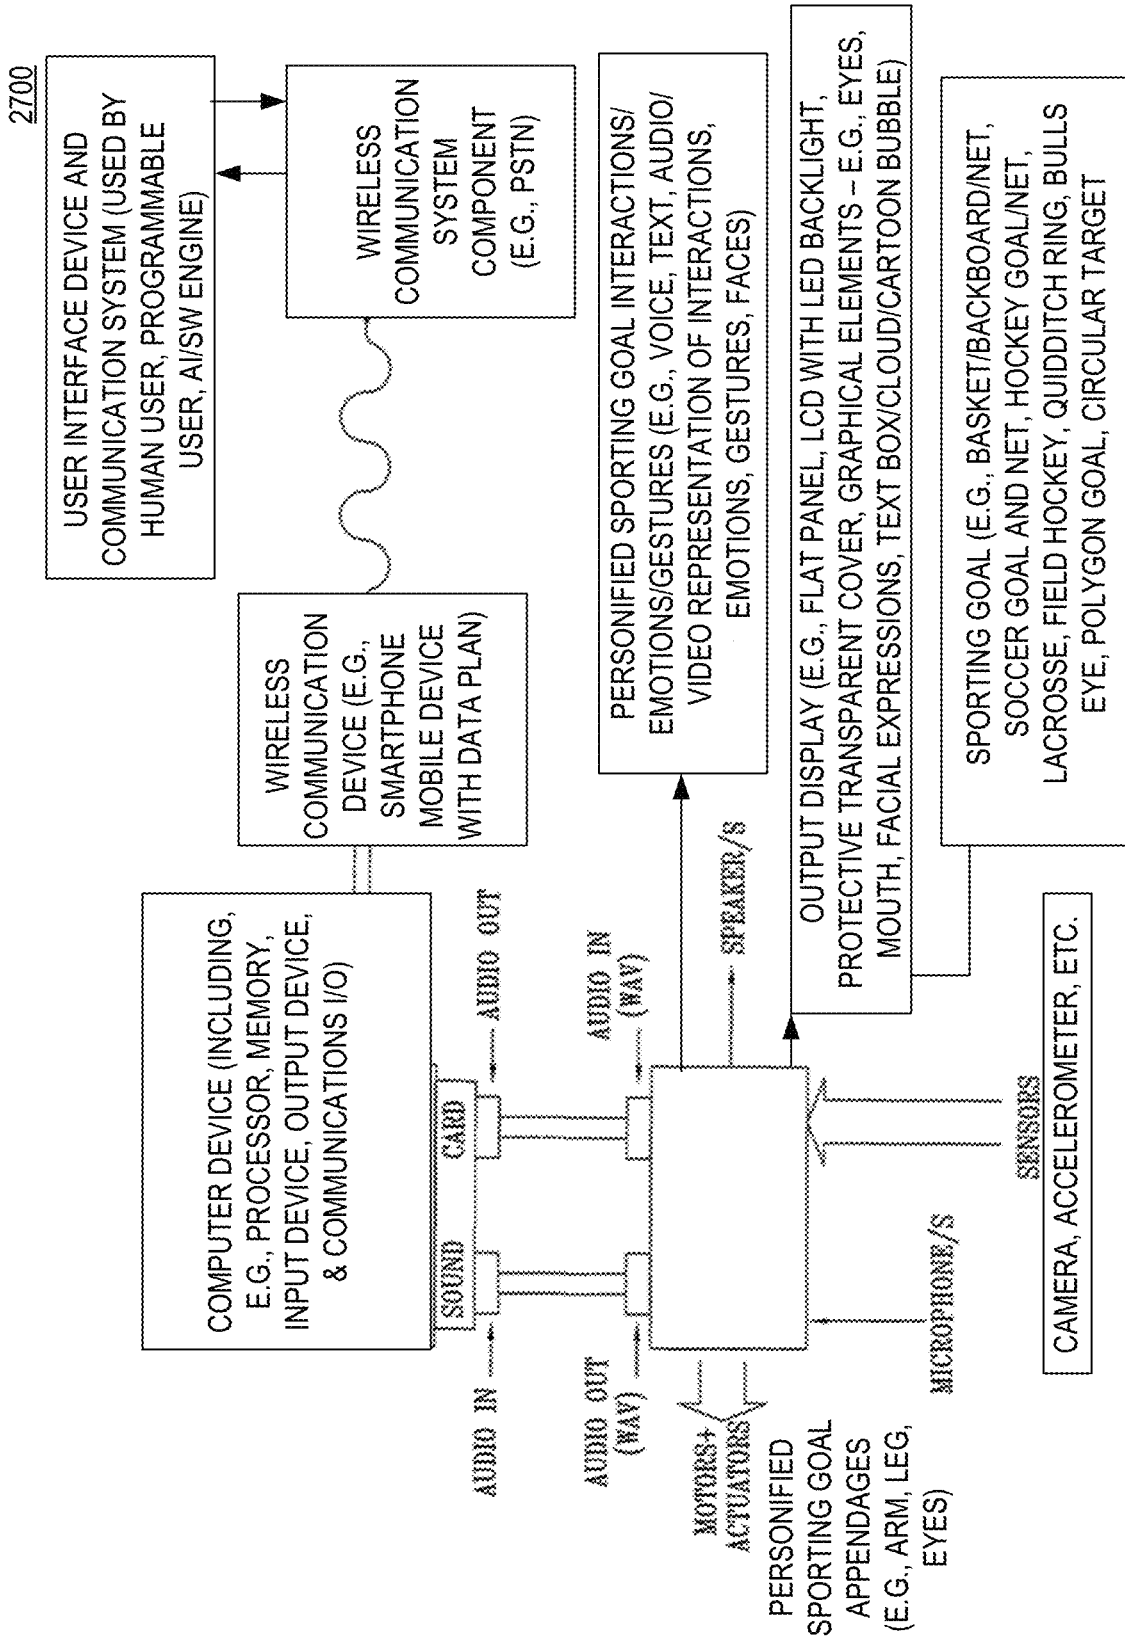 2700
USER INTERFACE DEVICE AND
COMMUNICATION SYSTEM (USED BY
HUMAN USER, PROGRAMMABLE
USER, AI/SW ENGINE)
WIRELESS
COMMUNICATION
SYSTEM
COMPONENT
(E.G., PSTN)
WIRELESS
COMMUNICATION
DEVICE (E.G.,
SMARTPHONE
MOBILE DEVICE
WITH DATA PLAN)
COMPUTER DEVICE (INCLUDING,
E.G., PROCESSOR, MEMORY,
INPUT DEVICE, OUTPUT DEVICE,
& COMMUNICATIONS I/O)
SOUND CARD
AUDIO IN
AUDIO OUT
AUDIO OUT
(WAV)
AUDIO IN
(WAV)
PERSONIFIED SPORTING GOAL INTERACTIONS/
EMOTIONS/GESTURES (E.G., VOICE, TEXT, AUDIO/
VIDEO REPRESENTATION OF INTERACTIONS,
EMOTIONS, GESTURES, FACES)
SPEAKER/S
MOTORS+
ACTUATORS
PERSONIFIED
SPORTING GOAL
APPENDAGES
(E.G., ARM, LEG,
EYES)
OUTPUT DISPLAY (E.G., FLAT PANEL, LCD WITH LED BACKLIGHT,
PROTECTIVE TRANSPARENT COVER, GRAPHICAL ELEMENTS – E.G., EYES,
MOUTH, FACIAL EXPRESSIONS, TEXT BOX/CLOUD/CARTOON BUBBLE)
MICROPHONE/S
SENSORS
CAMERA, ACCELEROMETER, ETC.
SPORTING GOAL (E.G., BASKET/BACKBOARD/NET,
SOCCER GOAL AND NET, HOCKEY GOAL/NET,
LACROSSE, FIELD HOCKEY, QUIDDITCH RING, BULLS
EYE, POLYGON GOAL, CIRCULAR TARGET